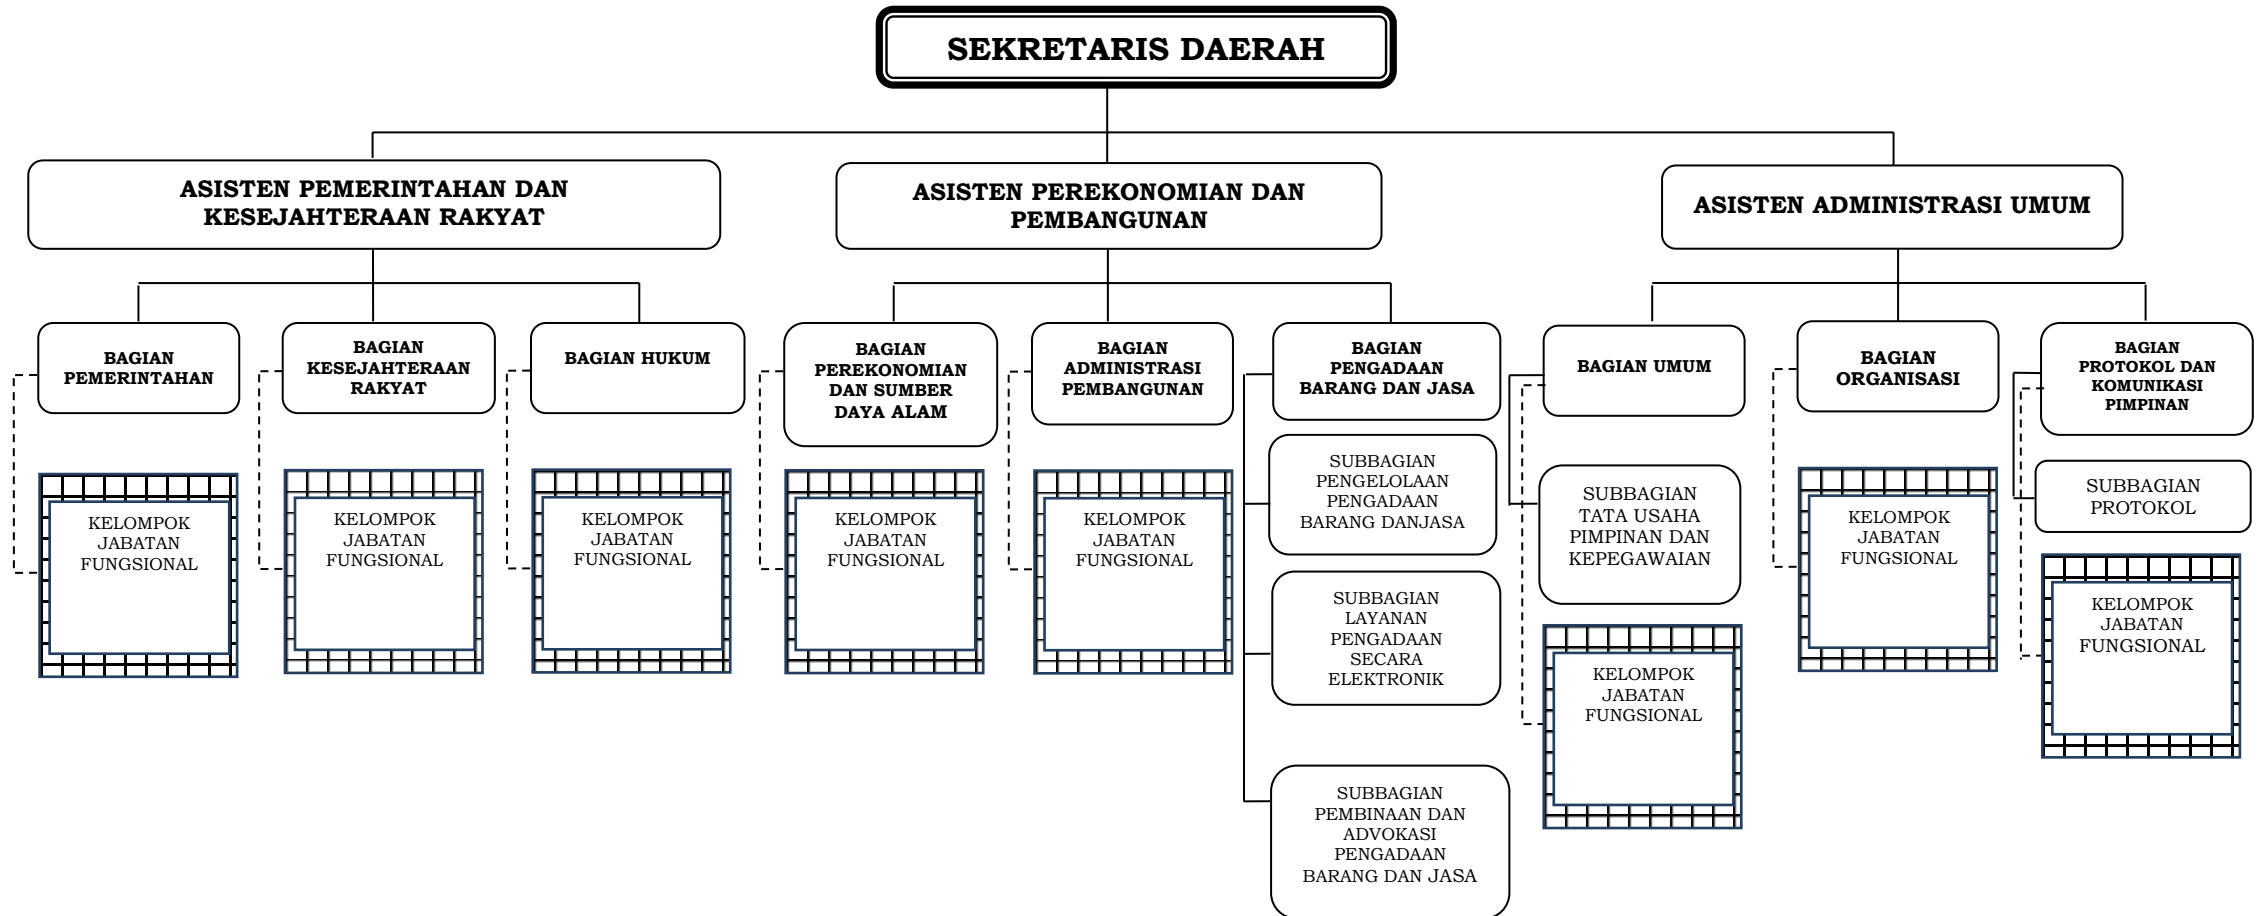 SEKRETARIS DAERAH
ASISTEN PEMERINTAHAN DAN
KESEJAHTERAAN RAKYAT
ASISTEN PEREKONOMIAN DAN
PEMBANGUNAN
ASISTEN ADMINISTRASI UMUM
BAGIAN
PEMERINTAHAN
BAGIAN
KESEJAHTERAAN
RAKYAT
BAGIAN HUKUM
BAGIAN
PEREKONOMIAN
DAN SUMBER
DAYA ALAM
BAGIAN
ADMINISTRASI
PEMBANGUNAN
BAGIAN
PENGADAAN
BARANG DAN JASA
BAGIAN UMUM
BAGIAN
ORGANISASI
BAGIAN
PROTOKOL DAN
KOMUNIKASI
PIMPINAN
KELOMPOK
JABATAN
FUNGSIONAL
KELOMPOK
JABATAN
FUNGSIONAL
KELOMPOK
JABATAN
FUNGSIONAL
KELOMPOK
JABATAN
FUNGSIONAL
KELOMPOK
JABATAN
FUNGSIONAL
SUBBAGIAN
PENGELOLAAN
PENGADAAN
BARANG DANJASA
SUBBAGIAN
LAYANAN
PENGADAAN
SECARA
ELEKTRONIK
SUBBAGIAN
PEMBINAAN DAN
ADVOKASI
PENGADAAN
BARANG DAN JASA
SUBBAGIAN
TATA USAHA
PIMPINAN DAN
KEPEGAWAIAN
KELOMPOK
JABATAN
FUNGSIONAL
KELOMPOK
JABATAN
FUNGSIONAL
SUBBAGIAN
PROTOKOL
KELOMPOK
JABATAN
FUNGSIONAL